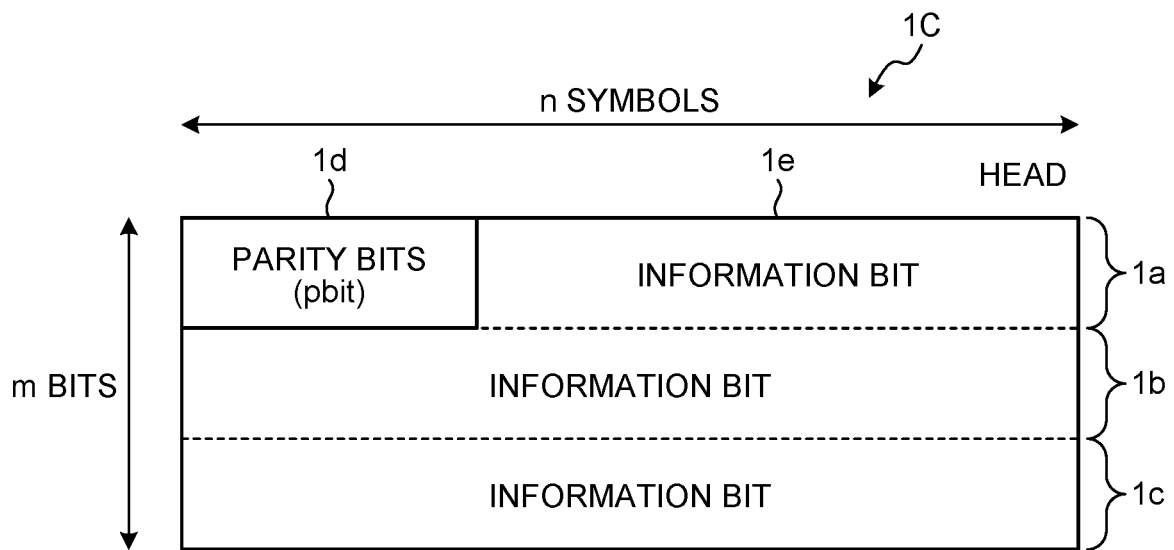 1C
n SYMBOLS
1d
1e
HEAD
PARITY BITS
(pbit)
INFORMATION BIT
1a
m BITS
INFORMATION BIT
1b
INFORMATION BIT
1c